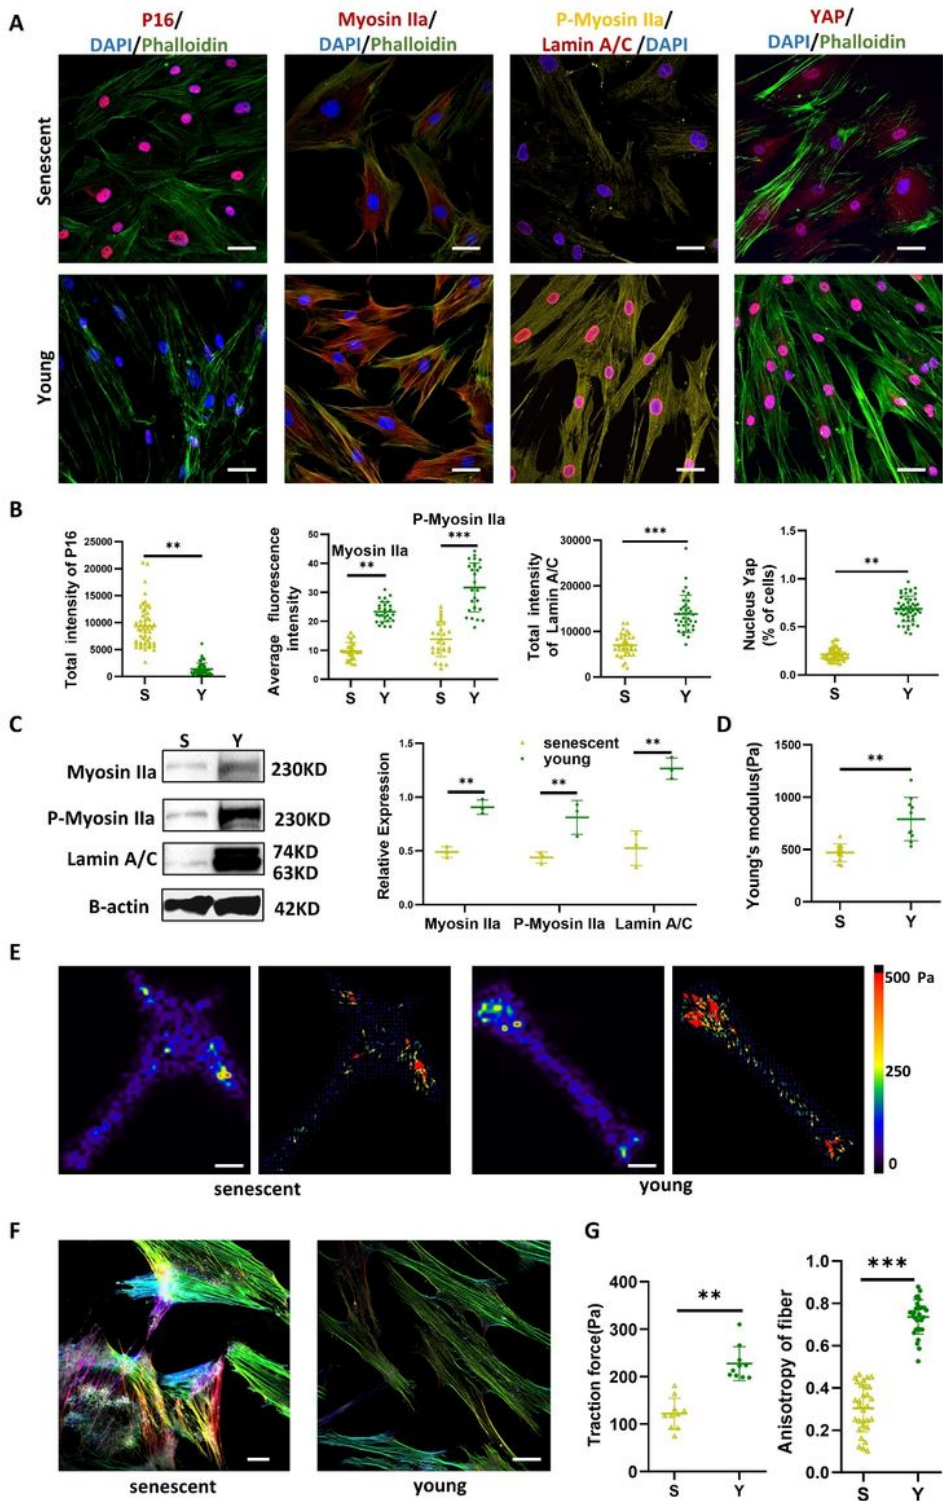 A
P16/
DAPI/Phalloidin
Myosin IIa/
DAPI/Phalloidin
P-Myosin IIa/
Lamin A/C /DAPI
YAP/
DAPI/Phalloidin
Senescent
Young
B
Total intensity of P16
25000
20000
15000
10000
5000
0
**
S Y
Average fluorescence
intensity
50
40
30
20
10
0
Myosin IIa
**
P-Myosin IIa
***
S Y S Y
Total intensity
of Lamin A/C
30000
20000
10000
0
***
S Y
Nucleus Yap
(% of cells)
1.5
1.0
0.5
0.0
**
S Y
C
S Y
Myosin IIa 230KD
P-Myosin IIa 230KD
Lamin A/C 74KD
63KD
B-actin 42KD
Relative Expression
1.5
1.0
0.5
0.0
senescent
young
**
**
**
Myosin IIa P-Myosin IIa Lamin A/C
D
Young's modulus(Pa)
1500
1000
500
0
**
S Y
E
500 Pa
250
0
senescent
young
F
senescent
young
G
Traction force(Pa)
400
300
200
100
0
**
S Y
Anisotropy of fiber
1.0
0.8
0.6
0.4
0.2
0.0
***
S Y